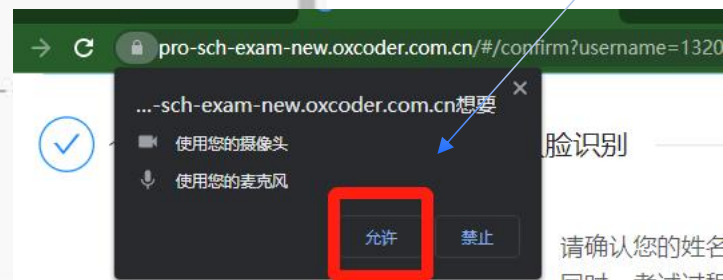 pro-sch-exam-new.oxcoder.com.cn/#/confirm?username=1320
...-sch-exam-new.oxcoder.com.cn想要
使用您的摄像头
脸识别
使用您的麦克风
允许
禁止
请确认您的姓名